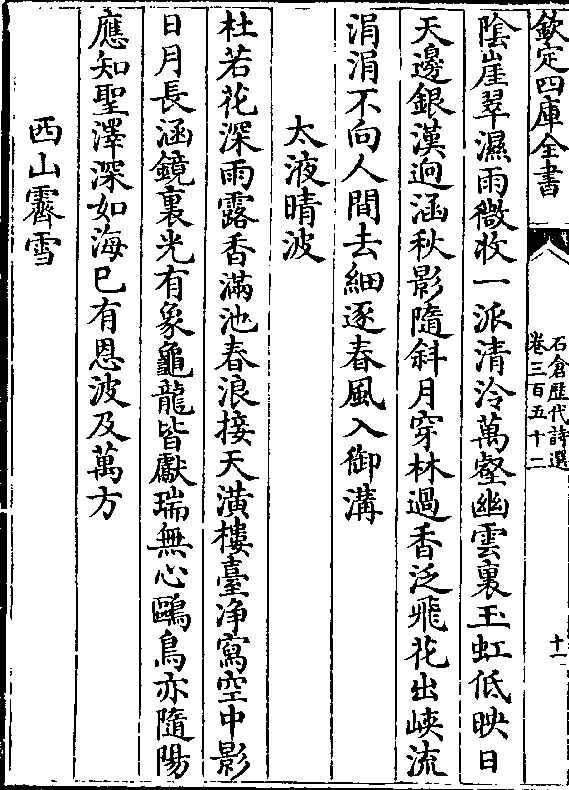 欽定四庫全書
石倉歴代詩選
卷三百五十二
十一
陰崖翠濕雨㣲收一派清泠萬壑幽雲裏玉虹低映日
天邊銀漢逈涵秋影隨斜月穿林過香泛飛花出峽流
涓涓不向人間去細逐春風入御溝
太液晴波
杜若花深雨露香滿池春浪接天潢樓臺净寫空中影
日月長涵鏡裏光有象龜龍皆獻瑞無心鷗鳥亦隨陽
應知聖澤深如海已有恩波及萬方
西山霽雪